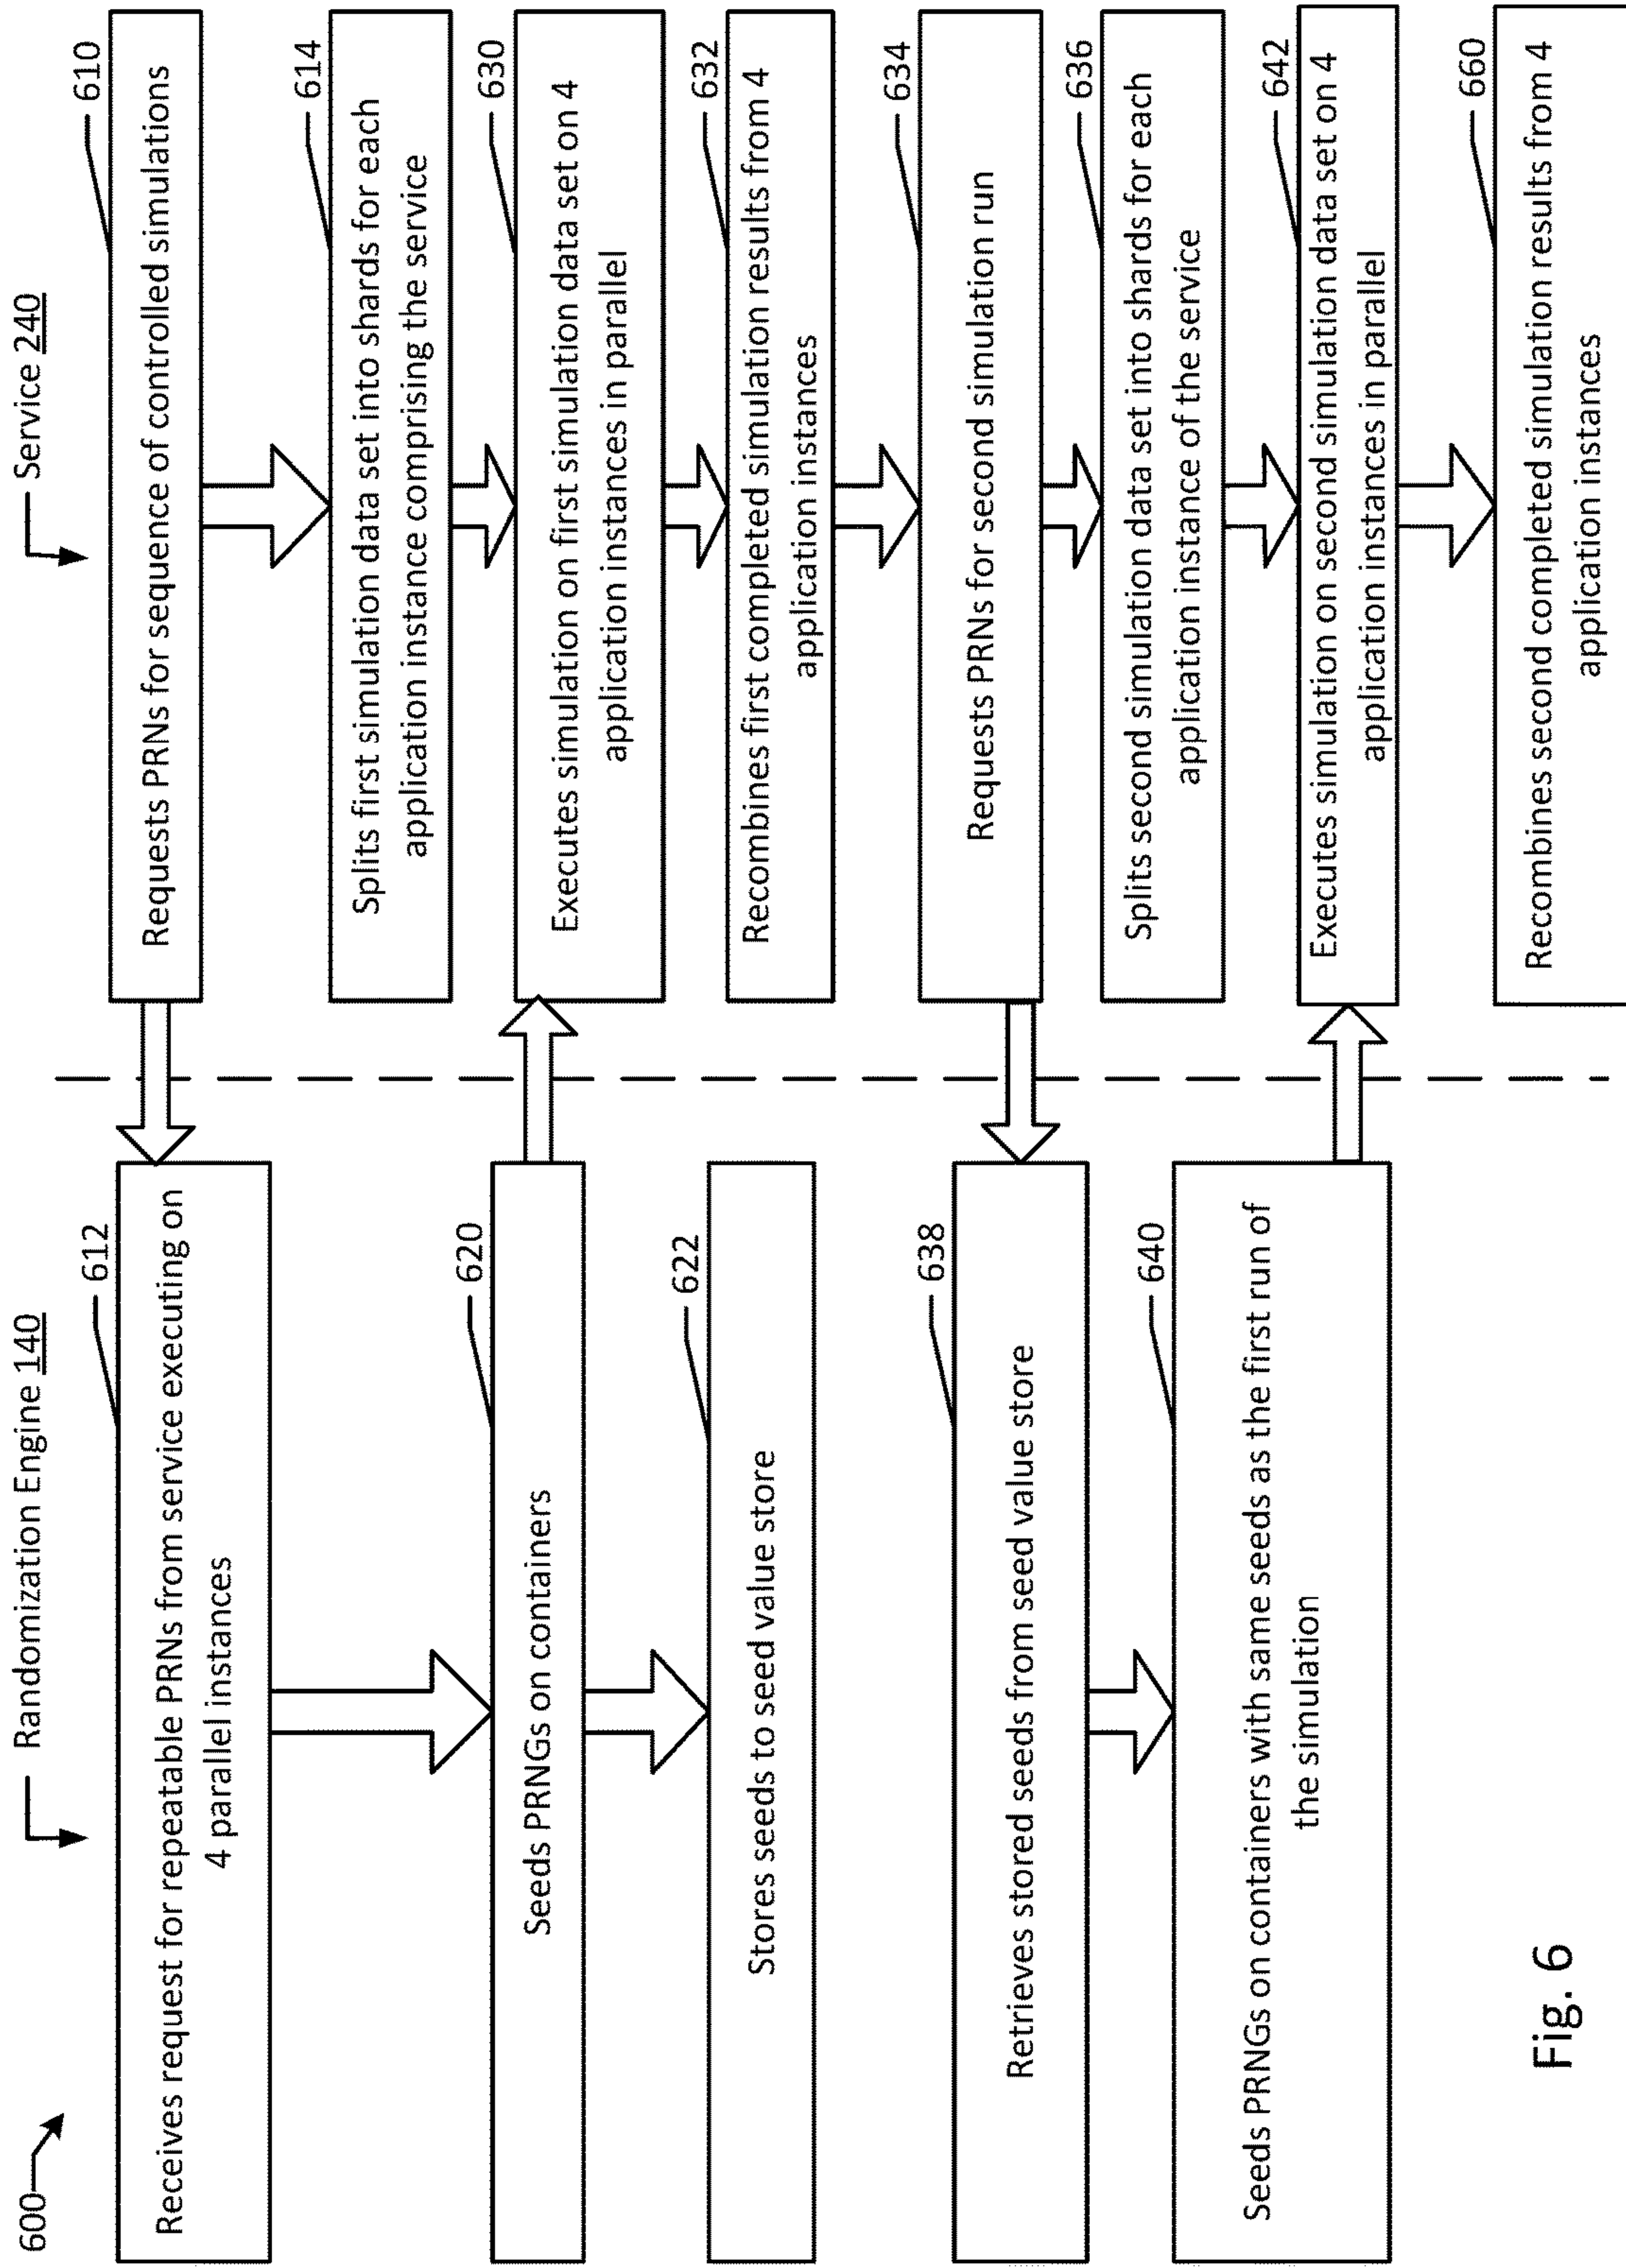 600
Randomization Engine 140
Service 240
612
Receives request for repeatable PRNs from service executing on
4 parallel instances
620
Seeds PRNGs on containers
622
Stores seeds to seed value store
638
Retrieves stored seeds from seed value store
640
Seeds PRNGs on containers with same seeds as the first run of
the simulation
610
Requests PRNs for sequence of controlled simulations
614
Splits first simulation data set into shards for each
application instance comprising the service
630
Executes simulation on first simulation data set on 4
application instances in parallel
632
Recombines first completed simulation results from 4
application instances
634
Requests PRNs for second simulation run
636
Splits second simulation data set into shards for each
application instance of the service
642
Executes simulation on second simulation data set on 4
application instances in parallel
660
Recombines second completed simulation results from 4
application instances
Fig. 6